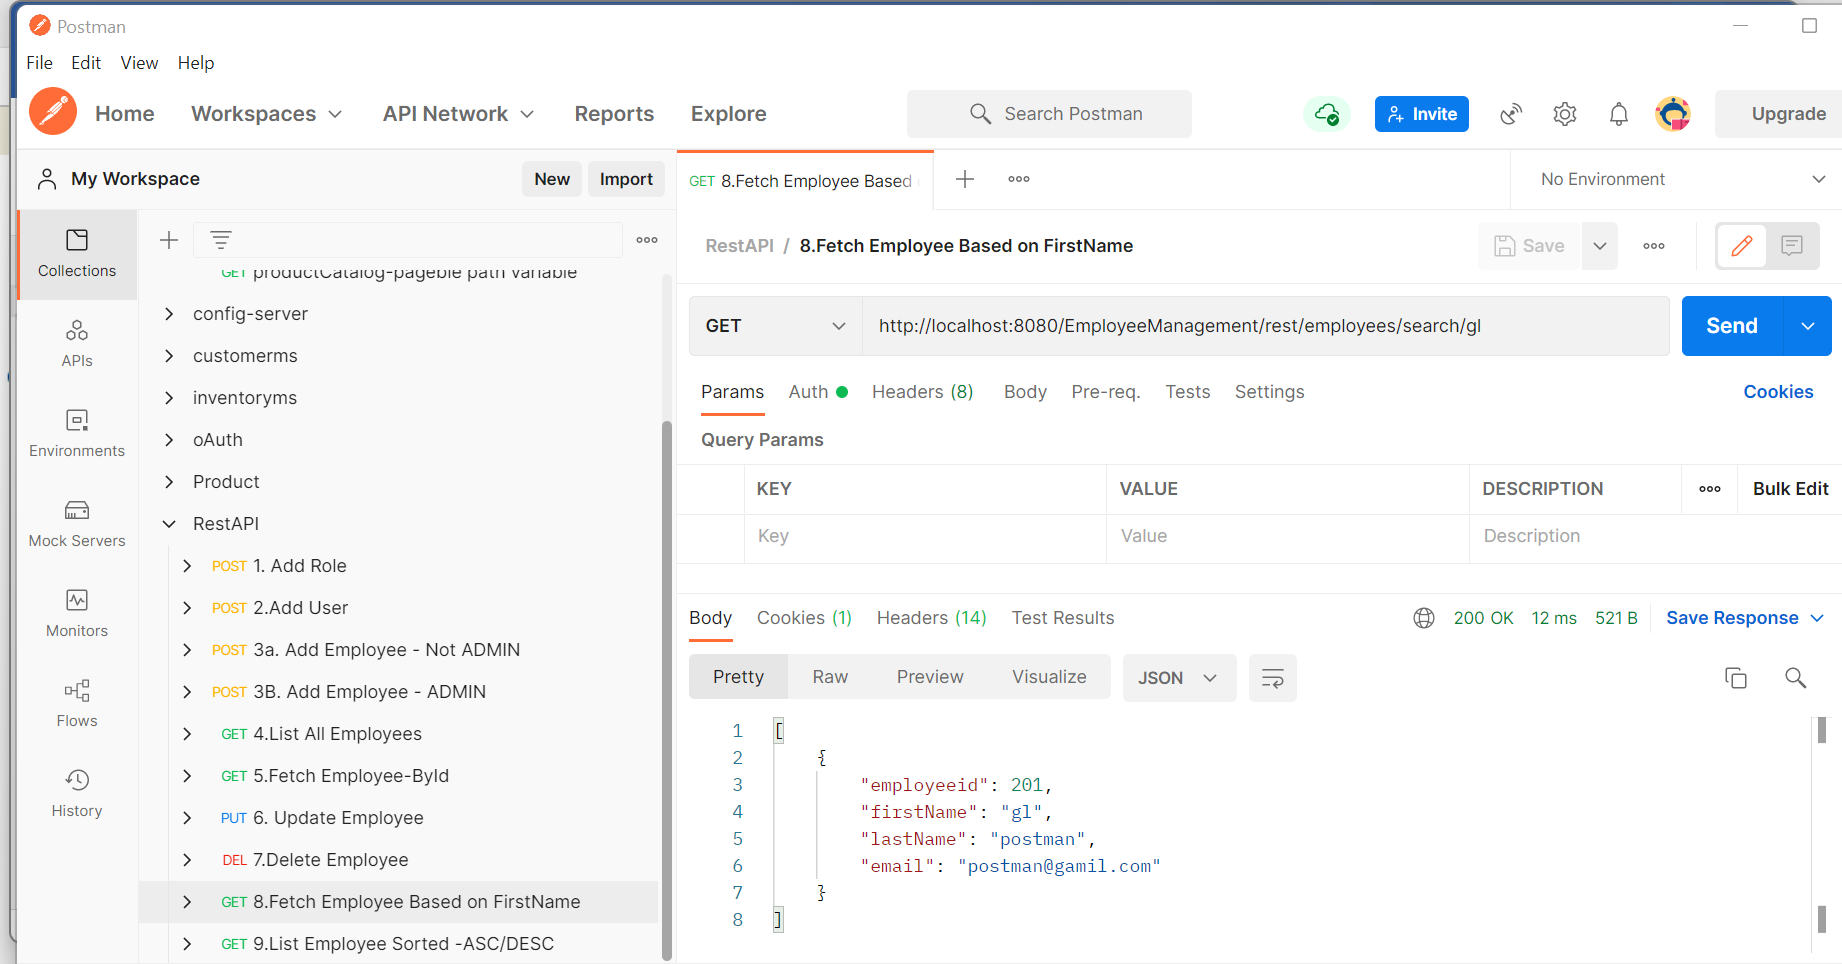 Postman
File Edit View Help
Home Workspaces API Network Reports Explore Search Postman Invite Upgrade
My Workspace New Import GET 8.Fetch Employee Based No Environment
Collections
GET productCatalog-pageble path variable
RestAPI / 8.Fetch Employee Based on FirstName Save
config-server
GET http://localhost:8080/EmployeeManagement/rest/employees/search/gl Send
APIs
customerms
Params Auth Headers (8) Body Pre-req. Tests Settings Cookies
inventoryms
Environments
oAuth
Query Params
Product
KEY VALUE DESCRIPTION Bulk Edit
Mock Servers
RestAPI
Key Value Description
POST 1. Add Role
Monitors
POST 2.Add User
Body Cookies (1) Headers (14) Test Results 200 OK 12 ms 521 B Save Response
POST 3a. Add Employee - Not ADMIN
Pretty Raw Preview Visualize JSON
POST 3B. Add Employee - ADMIN
Flows
GET 4.List All Employees
GET 5.Fetch Employee-ById
History
PUT 6. Update Employee
DEL 7.Delete Employee
GET 8.Fetch Employee Based on FirstName
GET 9.List Employee Sorted -ASC/DESC
1 [
2 {
3 "employeeid": 201,
4 "firstName": "gl",
5 "lastName": "postman",
6 "email": "postman@gamil.com"
7 }
8 ]